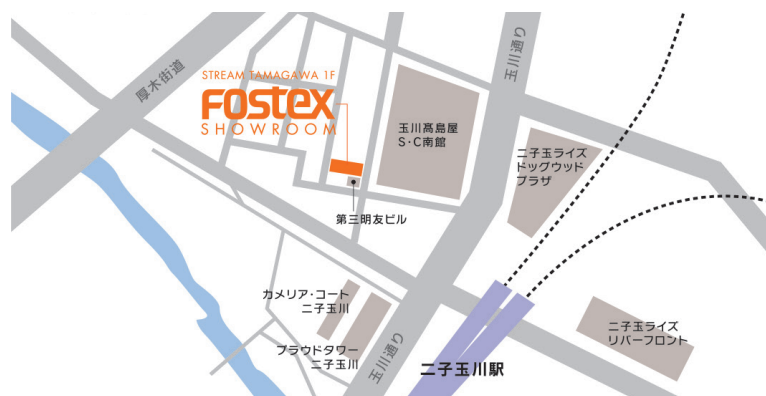 厚木街道
STREAM TAMAGAWA 1F
FOSTEX
SHOWROOM
玉川通り
玉川髙島屋
S・C南館
二子玉ライズ
ドッグウッド
プラザ
第三明友ビル
カメリア・コート
二子玉川
プラウドタワー
二子玉川
玉川通り
二子玉川駅
二子玉ライズ
リバーフロント